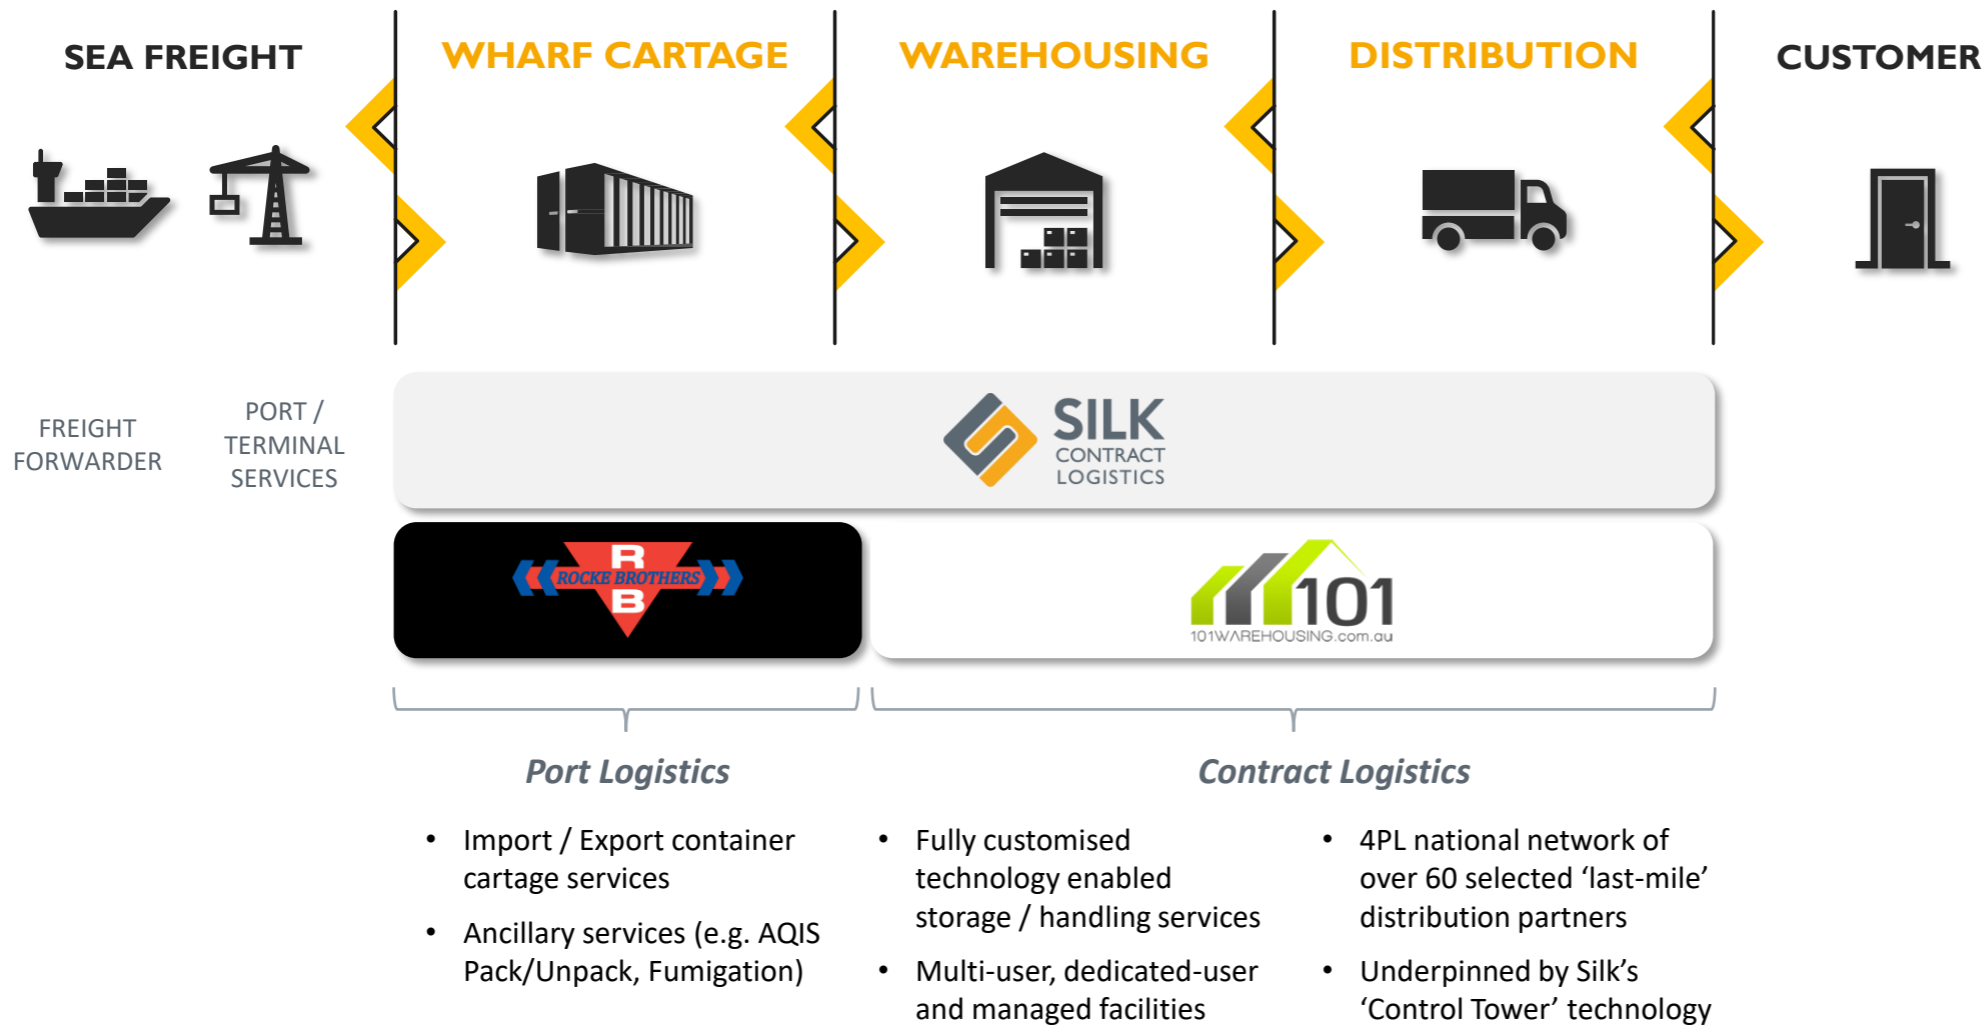 SEA FREIGHT
WHARF CARTAGE
WAREHOUSING
DISTRIBUTION
CUSTOMER
FREIGHT
FORWARDER
PORT /
TERMINAL
SERVICES
SILK
CONTRACT
LOGISTICS
R
ROCKE BROTHERS
B
101
101WAREHOUSING.com.au
Port Logistics
• Import / Export container
cartage services
• Ancillary services (e.g. AQIS
Pack/Unpack, Fumigation)
Contract Logistics
• Fully customised
technology enabled
storage / handling services
• Multi-user, dedicated-user
and managed facilities
• 4PL national network of
over 60 selected ‘last-mile’
distribution partners
• Underpinned by Silk’s
‘Control Tower’ technology